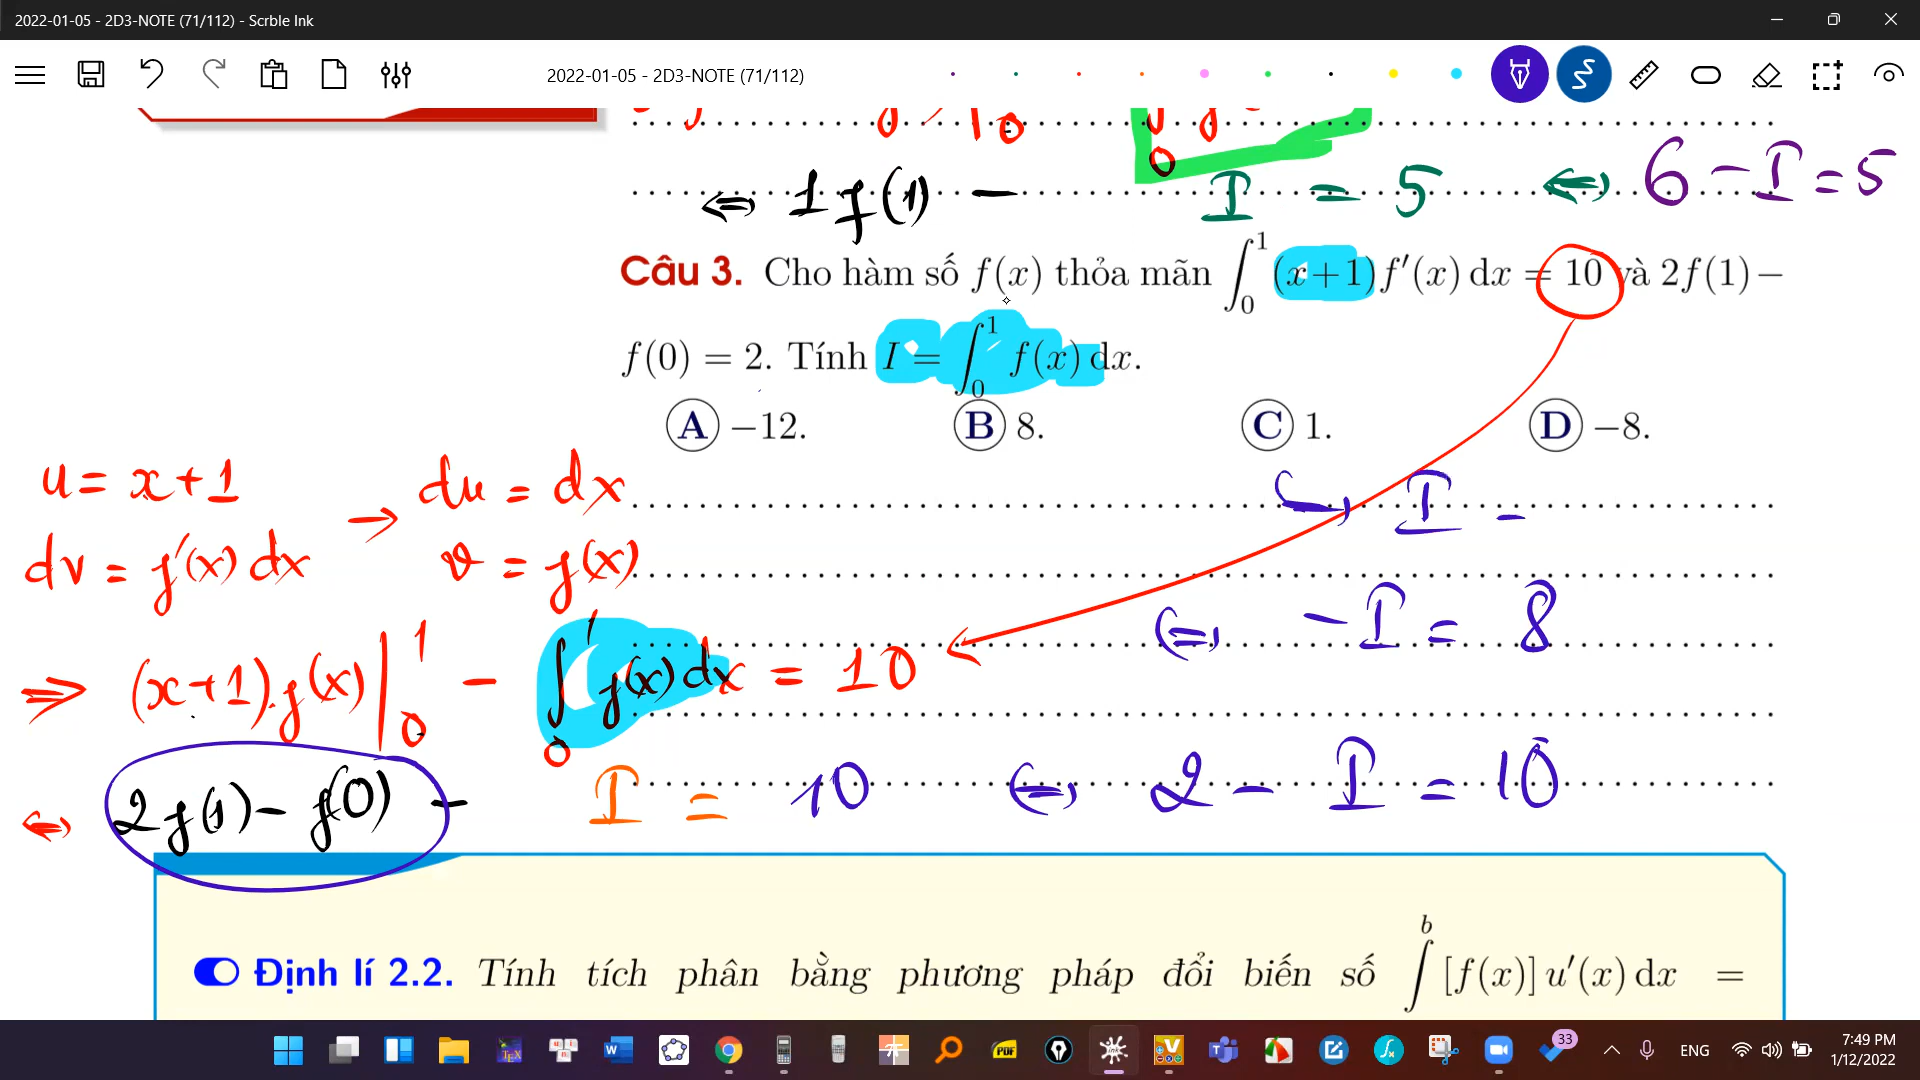 2022-01-05 - 2D3-NOTE (71/112) - Scrble Ink
2022-01-05 - 2D3-NOTE (71/112)
⇔ 1f(1) − I = 5 ⇔ 6 − I = 5
Câu 3. Cho hàm số f(x) thỏa mãn ∫₀¹ (x+1)f′(x) dx = 10 và 2f(1) −
f(0) = 2. Tính I = ∫₀¹ f(x) dx.
A −12. B 8. C 1. D −8.
u = x+1 → du = dx
dv = f′(x) dx v = f(x)
⇒ (x+1).f(x)|₀¹ − ∫₀¹ f(x)dx = 10
⇔ 2f(1) − f(0) − I = 10 ⇔ 2 − I = 10
⇔ − I = 8
↪ I −
Định lí 2.2. Tính tích phân bằng phương pháp đổi biến số ∫ᵇ [f(x)] u′(x) dx =
33
ENG
7:49 PM
1/12/2022